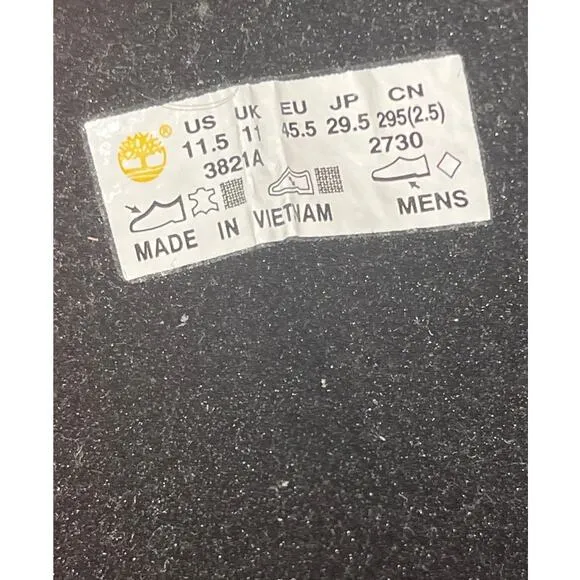 US UK EU JP CN
11.5 11 45.5 29.5 295(2.5)
3821A 2730
MADE IN VIETNAM MENS
®